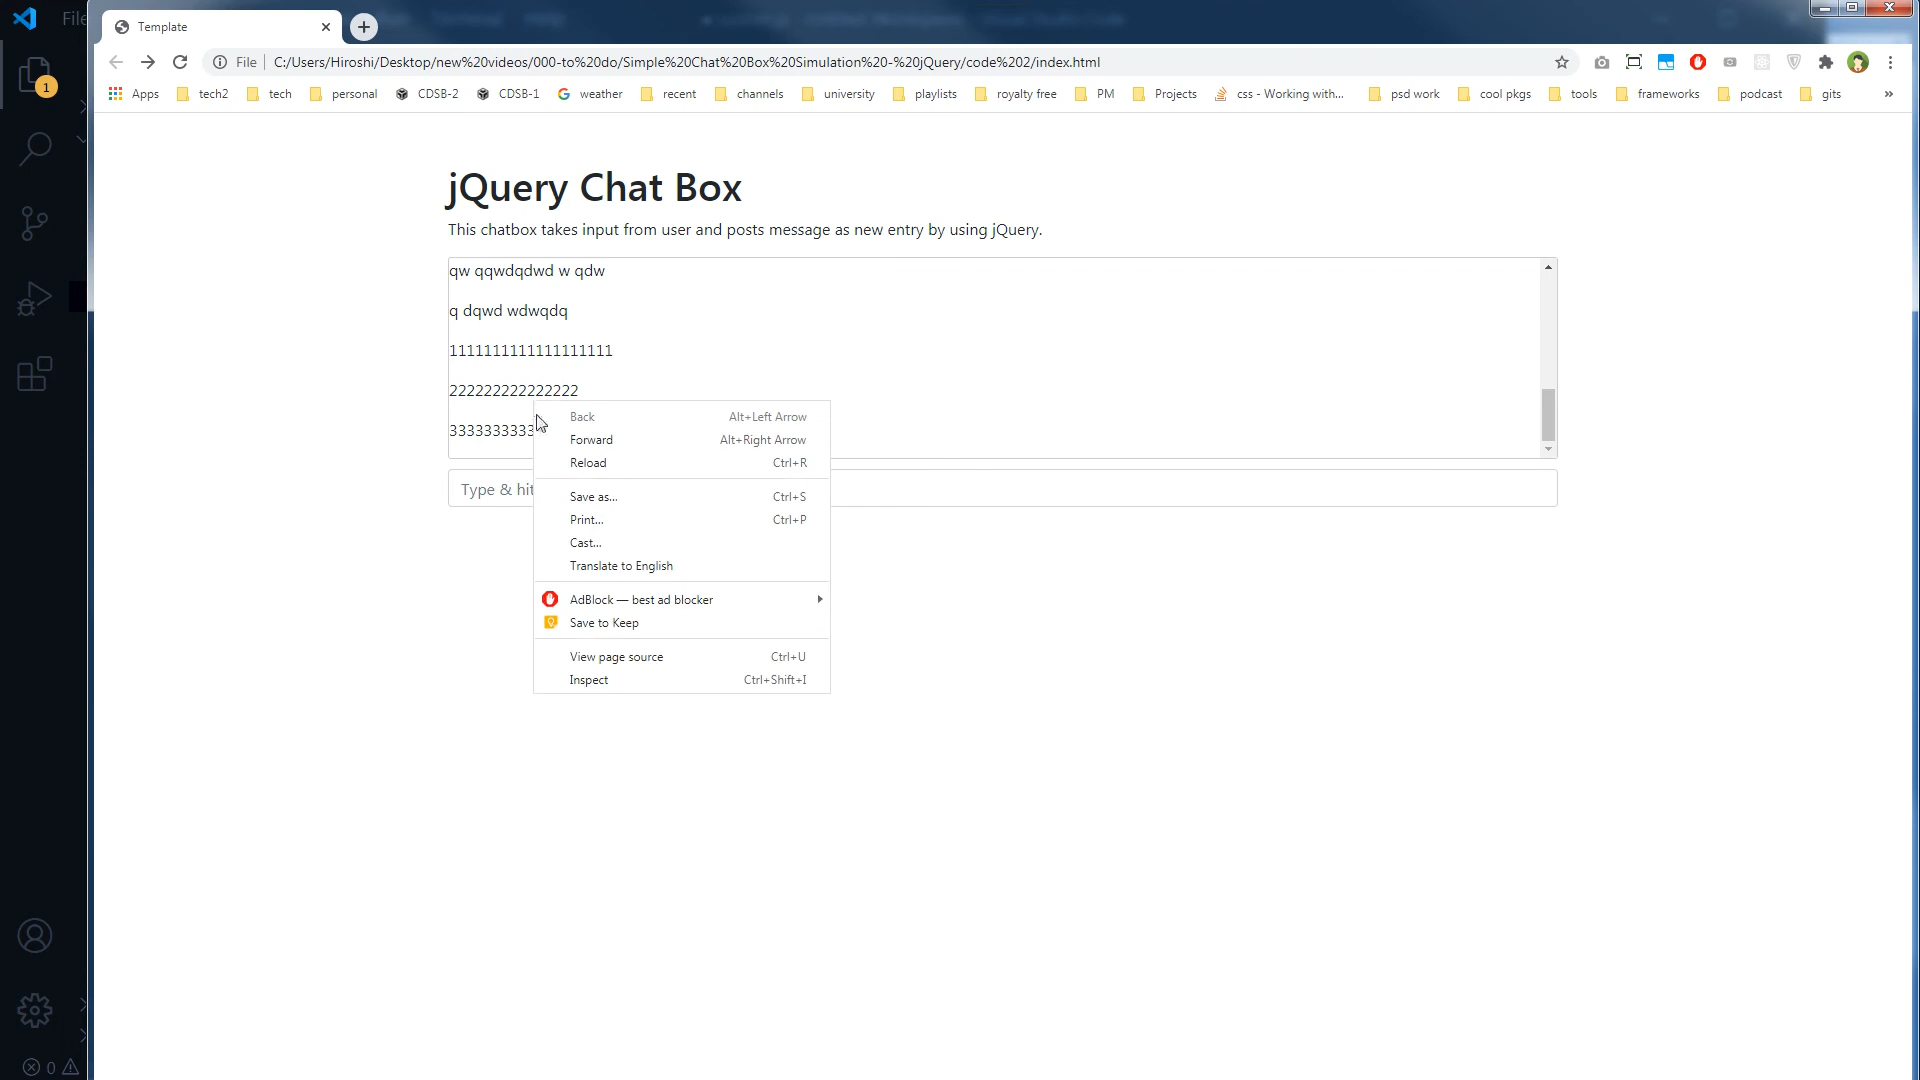 File
Template
File C:/Users/Hiroshi/Desktop/new%20videos/000-to%20do/Simple%20Chat%20Box%20Simulation%20-%20jQuery/code%202/index.html
Apps tech2 tech personal CDSB-2 CDSB-1 weather recent channels university playlists royalty free PM Projects css - Working with... psd work cool pkgs tools frameworks podcast gits »
1
jQuery Chat Box
This chatbox takes input from user and posts message as new entry by using jQuery.
qw qqwdqdwd w qdw
q dqwd wdwqdq
1111111111111111111
222222222222222
3333333333
Type & hit
Back Alt+Left Arrow
Forward Alt+Right Arrow
Reload Ctrl+R
Save as... Ctrl+S
Print... Ctrl+P
Cast...
Translate to English
AdBlock — best ad blocker
Save to Keep
View page source Ctrl+U
Inspect Ctrl+Shift+I
0